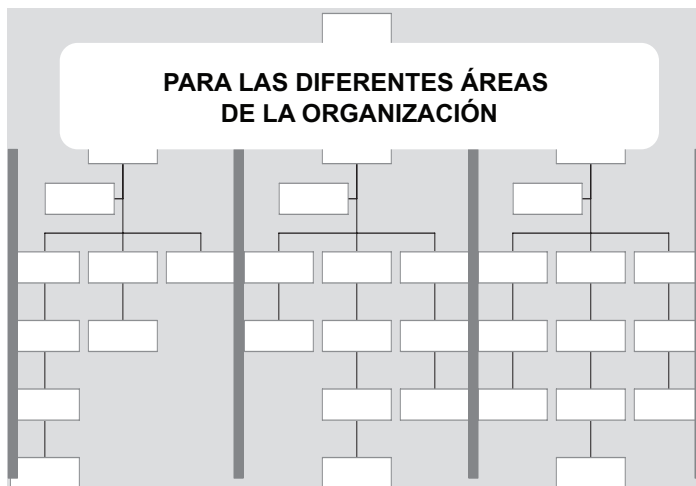 PARA LAS DIFERENTES ÁREAS
DE LA ORGANIZACIÓN